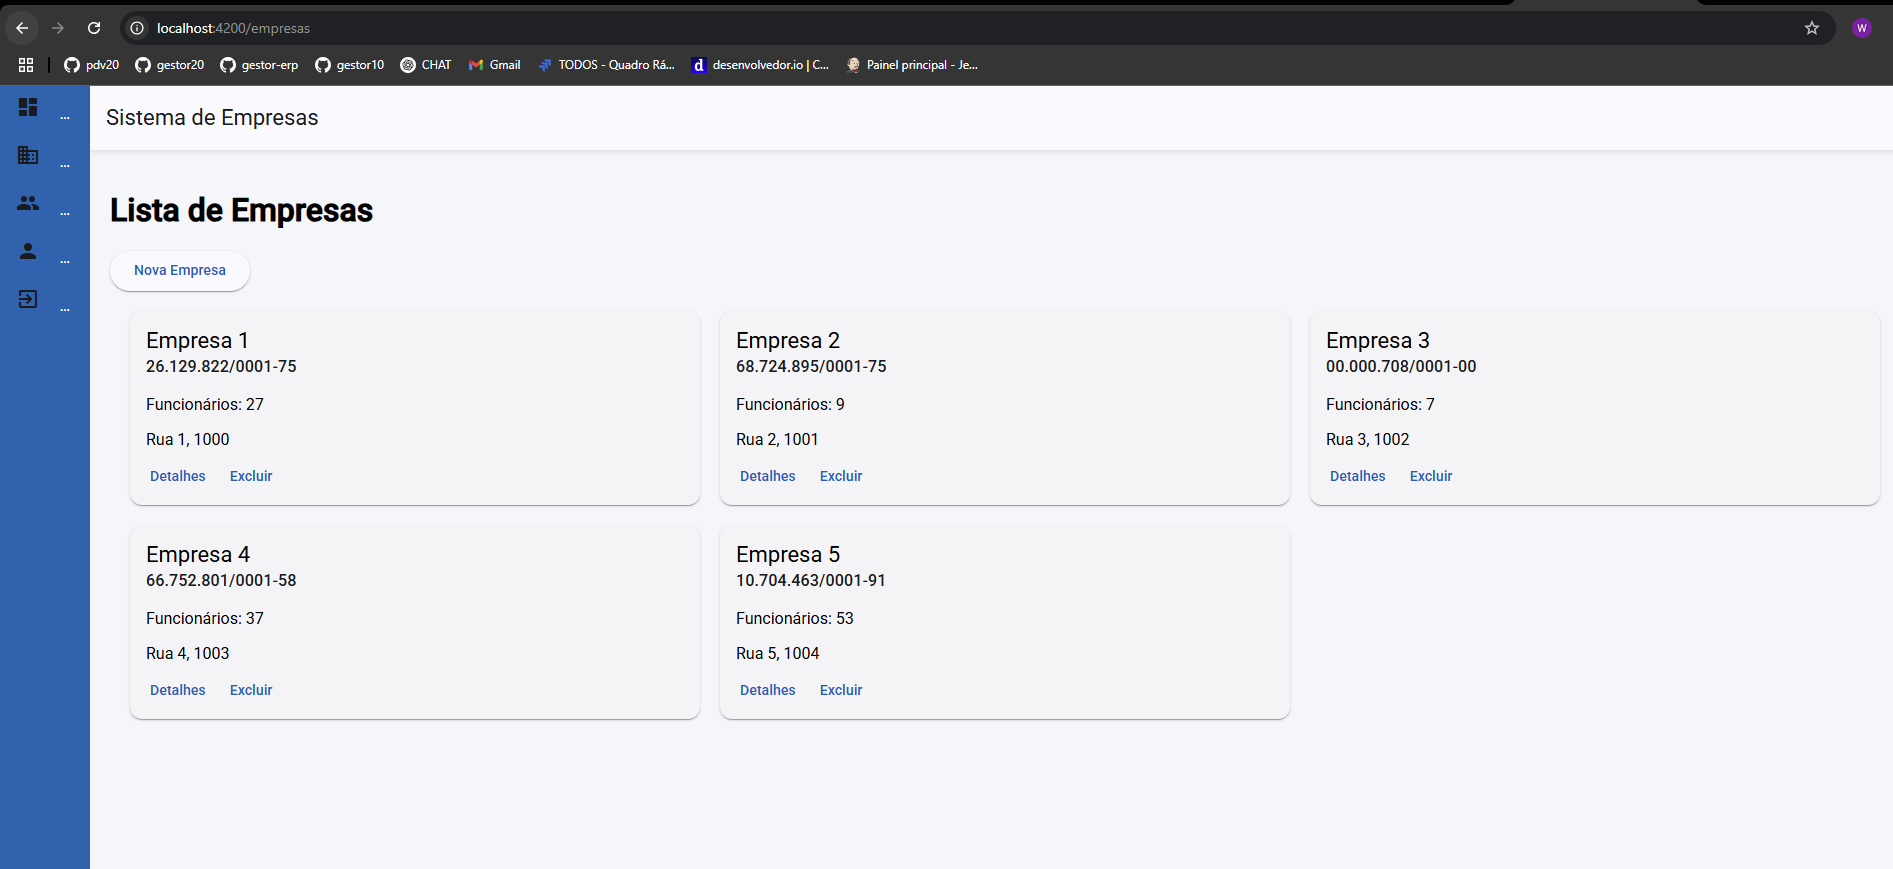 localhost:4200/empresas
W
pdv20 gestor20 gestor-erp gestor10 CHAT Gmail TODOS - Quadro Rá... d desenvolvedor.io | C... Painel principal - Je...
...
...
...
...
...
Sistema de Empresas
Lista de Empresas
Nova Empresa
Empresa 1
26.129.822/0001-75
Funcionários: 27
Rua 1, 1000
Detalhes Excluir
Empresa 2
68.724.895/0001-75
Funcionários: 9
Rua 2, 1001
Detalhes Excluir
Empresa 3
00.000.708/0001-00
Funcionários: 7
Rua 3, 1002
Detalhes Excluir
Empresa 4
66.752.801/0001-58
Funcionários: 37
Rua 4, 1003
Detalhes Excluir
Empresa 5
10.704.463/0001-91
Funcionários: 53
Rua 5, 1004
Detalhes Excluir